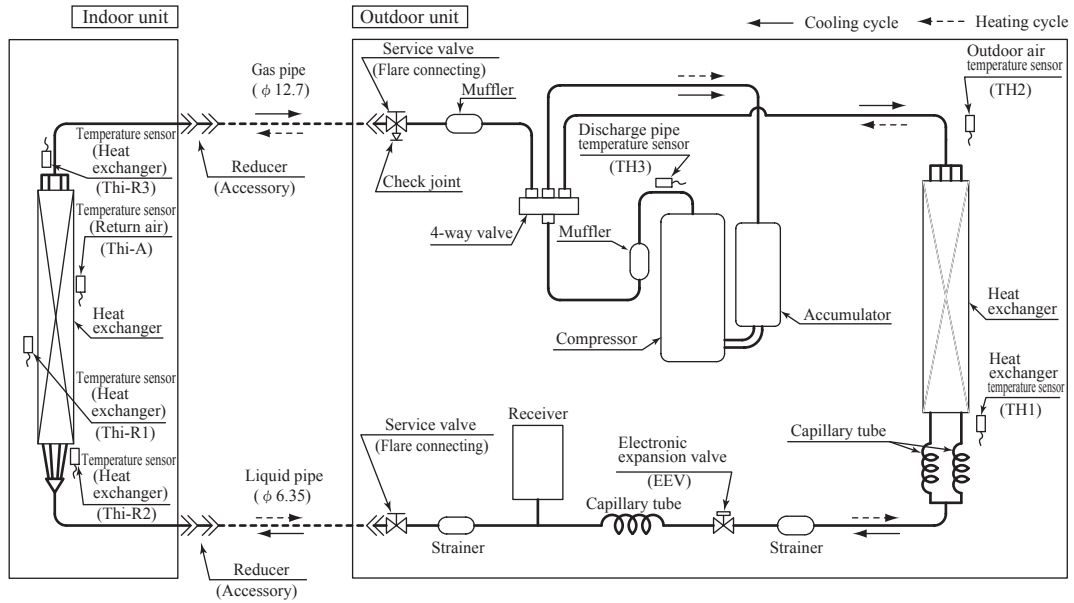 Indoor unit
Outdoor unit
Cooling cycle
Heating cycle
Service valve
(Flare connecting)
Gas pipe
( ϕ 12.7)
Muffler
Outdoor air
temperature sensor
(TH2)
Temperature sensor
(Heat
exchanger)
(Thi-R3)
Reducer
(Accessory)
Check joint
Discharge pipe
temperature sensor
(TH3)
Temperature sensor
(Return air)
(Thi-A)
4-way valve
Muffler
Heat
exchanger
Compressor
Accumulator
Heat
exchanger
Temperature sensor
(Heat
exchanger)
(Thi-R1)
Heat
exchanger
temperature sensor
(TH1)
Service valve
(Flare connecting)
Receiver
Electronic
expansion valve
(EEV)
Capillary tube
Temperature sensor
(Heat
exchanger)
(Thi-R2)
Liquid pipe
( ϕ 6.35)
Capillary tube
Strainer
Strainer
Reducer
(Accessory)